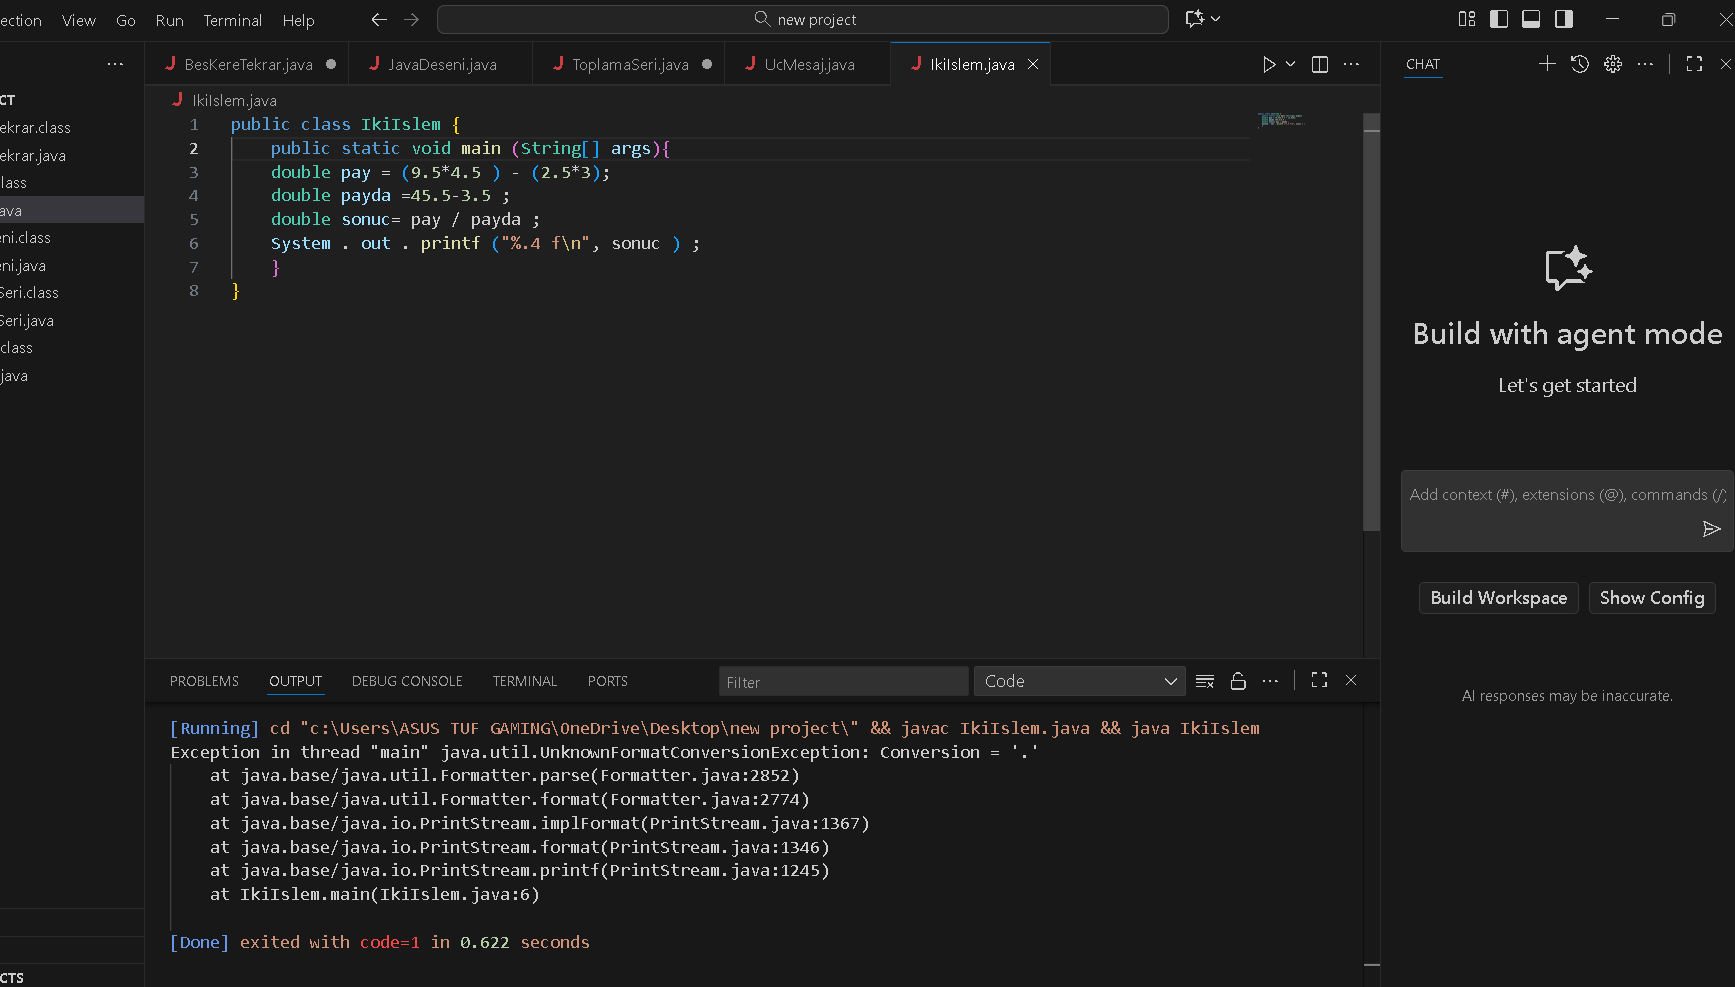 ection View Go Run Terminal Help new project
BesKereTekrar.java JavaDeseni.java ToplamaSeri.java UcMesaj.java IkiIslem.java
IkiIslem.java
CT
ekrar.class
ekrar.java
lass
ava
eni.class
eni.java
Seri.class
Seri.java
class
java
1 public class IkiIslem {
2 public static void main (String[] args){
3 double pay = (9.5*4.5 ) - (2.5*3);
4 double payda =45.5-3.5 ;
5 double sonuc= pay / payda ;
6 System . out . printf ("%.4 f\n", sonuc ) ;
7 }
8 }
PROBLEMS OUTPUT DEBUG CONSOLE TERMINAL PORTS Filter Code
[Running] cd "c:\Users\ASUS TUF GAMING\OneDrive\Desktop\new project\" && javac IkiIslem.java && java IkiIslem
Exception in thread "main" java.util.UnknownFormatConversionException: Conversion = '.'
at java.base/java.util.Formatter.parse(Formatter.java:2852)
at java.base/java.util.Formatter.format(Formatter.java:2774)
at java.base/java.io.PrintStream.implFormat(PrintStream.java:1367)
at java.base/java.io.PrintStream.format(PrintStream.java:1346)
at java.base/java.io.PrintStream.printf(PrintStream.java:1245)
at IkiIslem.main(IkiIslem.java:6)
[Done] exited with code=1 in 0.622 seconds
CTS
CHAT
Build with agent mode
Let's get started
Add context (#), extensions (@), commands (/)
Build Workspace Show Config
AI responses may be inaccurate.